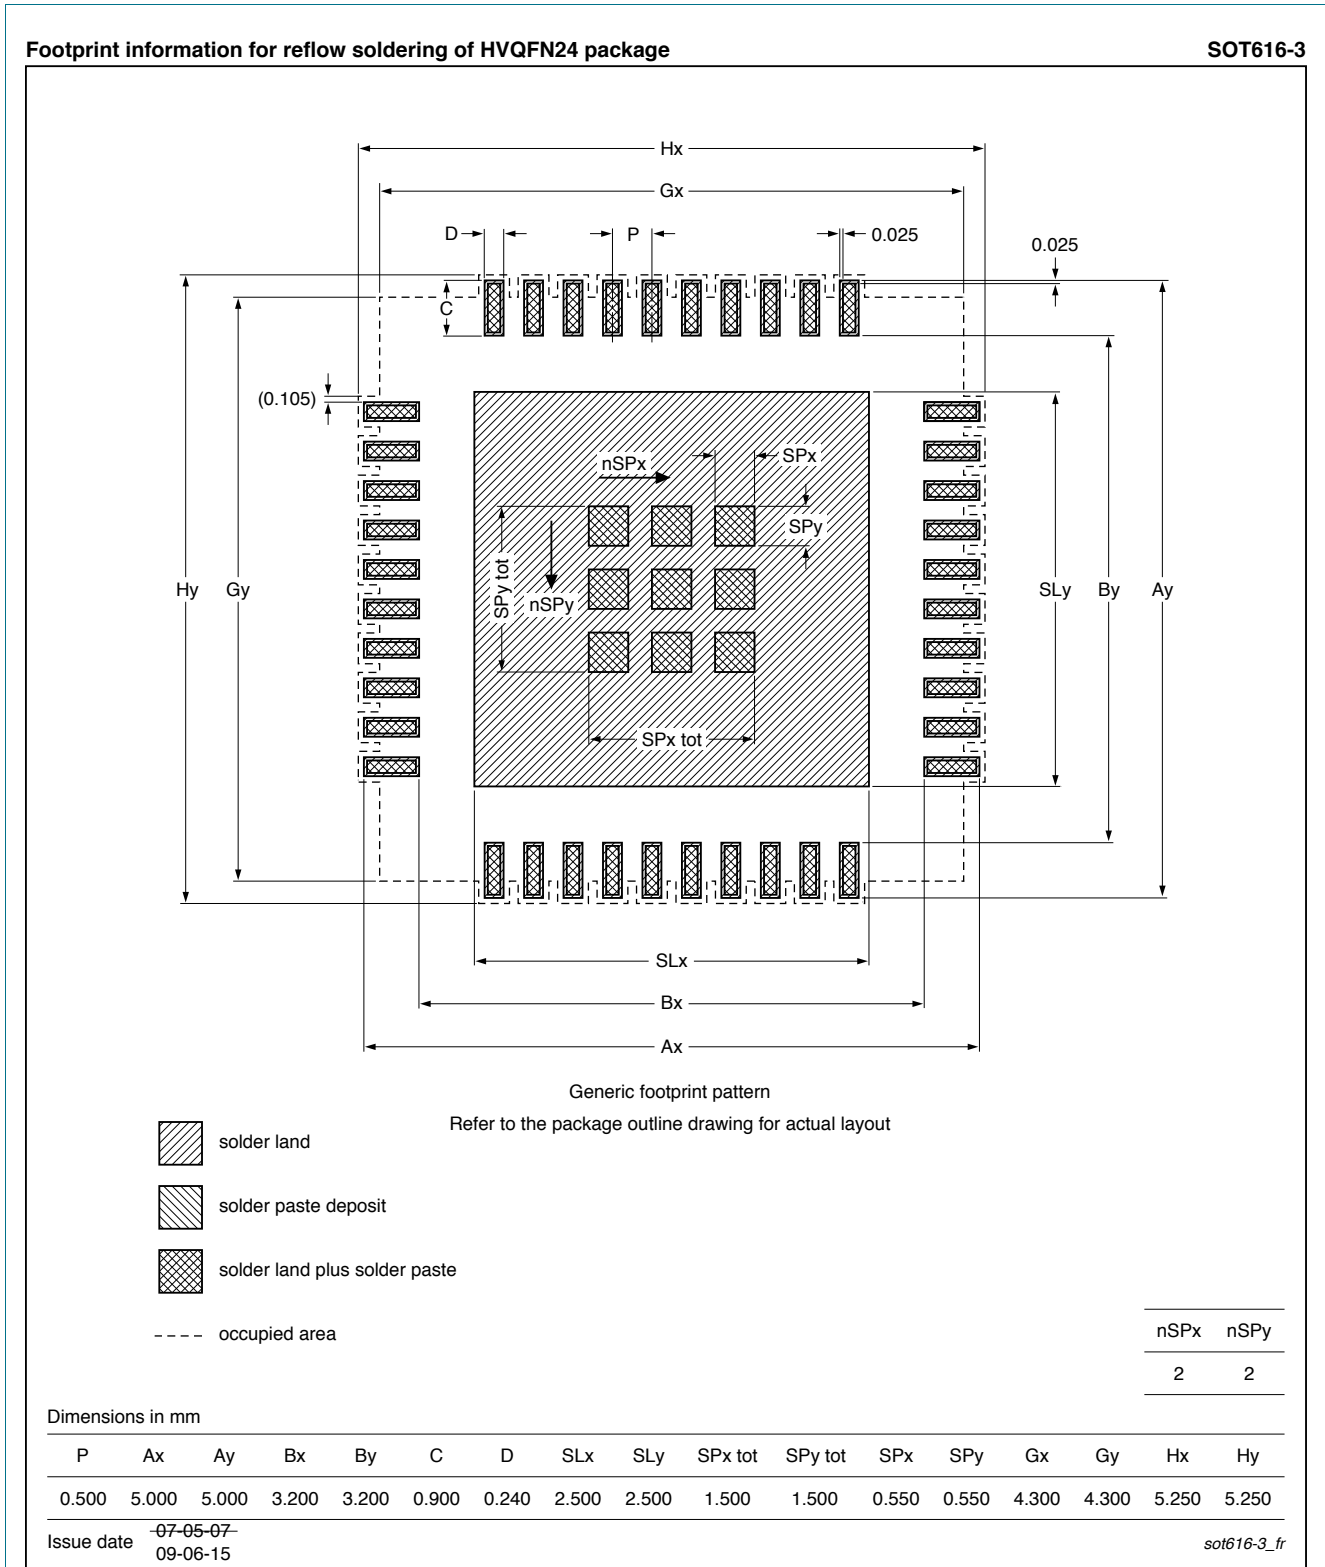 Footprint information for reflow soldering of HVQFN24 package SOT616-3
Hx
Gx
D P 0.025
0.025
C
(0.105)
SPx
nSPx
SPy
SPy tot
nSPy
Hy Gy SLy By Ay
SPx tot
SLx
Bx
Ax
Generic footprint pattern
Refer to the package outline drawing for actual layout
solder land
solder paste deposit
solder land plus solder paste
occupied area
nSPx nSPy
2 2
Dimensions in mm
P Ax Ay Bx By C D SLx SLy SPx tot SPy tot SPx SPy Gx Gy Hx Hy
0.500 5.000 5.000 3.200 3.200 0.900 0.240 2.500 2.500 1.500 1.500 0.550 0.550 4.300 4.300 5.250 5.250
Issue date 07-05-07
09-06-15
sot616-3_fr